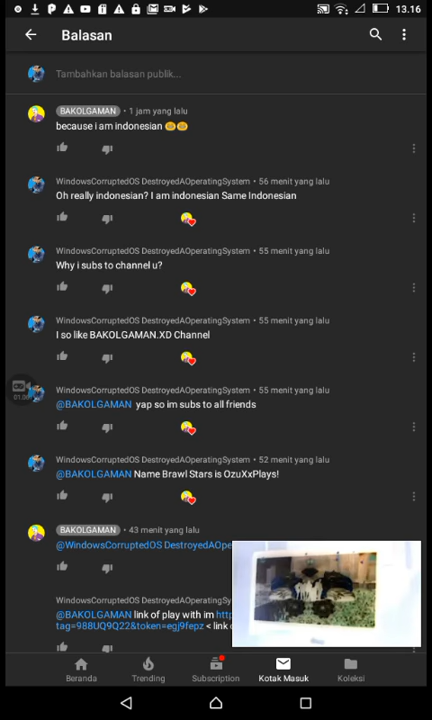 13.16
Balasan
Tambahkan balasan publik...
BAKOLGAMAN • 1 jam yang lalu
because i am indonesian
WindowsCorruptedOS DestroyedAOperatingSystem • 56 menit yang lalu
Oh really indonesian? I am indonesian Same Indonesian
WindowsCorruptedOS DestroyedAOperatingSystem • 55 menit yang lalu
Why i subs to channel u?
WindowsCorruptedOS DestroyedAOperatingSystem • 55 menit yang lalu
I so like BAKOLGAMAN.XD Channel
WindowsCorruptedOS DestroyedAOperatingSystem • 55 menit yang lalu
@BAKOLGAMAN yap so im subs to all friends
WindowsCorruptedOS DestroyedAOperatingSystem • 52 menit yang lalu
@BAKOLGAMAN Name Brawl Stars is OzuXxPlays!
BAKOLGAMAN • 43 menit yang lalu
@WindowsCorruptedOS DestroyedAOpe
WindowsCorruptedOS DestroyedAOpe
@BAKOLGAMAN link of play with im http
tag=988UQ9Q22&token=egj9fepz < link
Beranda
Trending
Subscription
Kotak Masuk
Koleksi